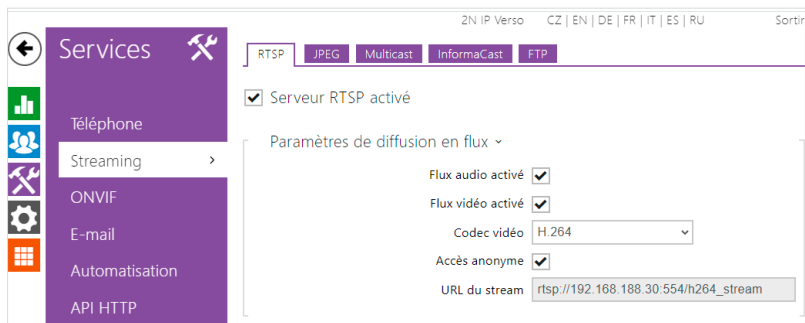 2N IP Verso CZ | EN | DE | FR | IT | ES | RU Sortir
Services
RTSP JPEG Multicast InformaCast FTP
Serveur RTSP activé
Téléphone
Streaming
ONVIF
E-mail
Automatisation
API HTTP
Paramètres de diffusion en flux
Flux audio activé
Flux vidéo activé
Codec vidéo H.264
Accès anonyme
URL du stream rtsp://192.168.188.30:554/h264_stream